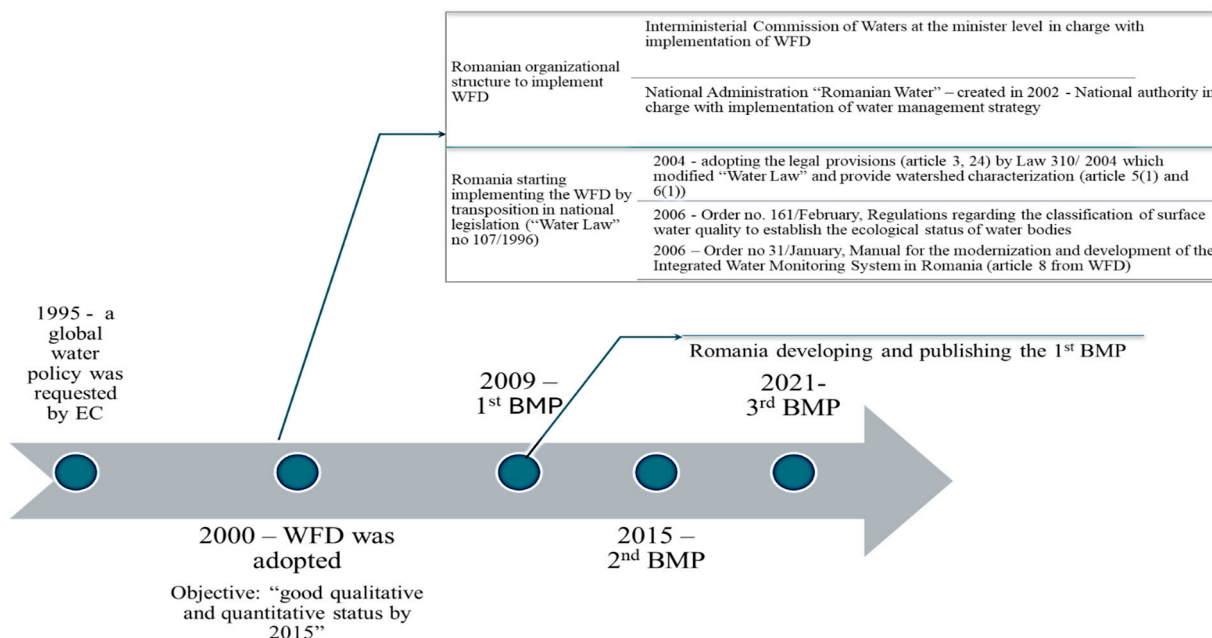 Romanian organizational
structure to implement
WFD
Interministerial Commission of Waters at the minister level in charge with
implementation of WFD
National Administration “Romanian Water” – created in 2002 - National authority in
charge with implementation of water management strategy
Romania starting
implementing the WFD by
transposition in national
legislation (“Water Law”
no 107/1996)
2004 - adopting the legal provisions (article 3, 24) by Law 310/ 2004 which
modified “Water Law” and provide watershed characterization (article 5(1) and
6(1))
2006 - Order no. 161/February, Regulations regarding the classification of surface
water quality to establish the ecological status of water bodies
2006 – Order no 31/January, Manual for the modernization and development of the
Integrated Water Monitoring System in Romania (article 8 from WFD)
1995 - a
global
water
policy was
requested
by EC
Romania developing and publishing the 1st BMP
2009 –
1st BMP
2021-
3rd BMP
2000 – WFD was
adopted
Objective: “good qualitative
and quantitative status by
2015”
2015 –
2nd BMP